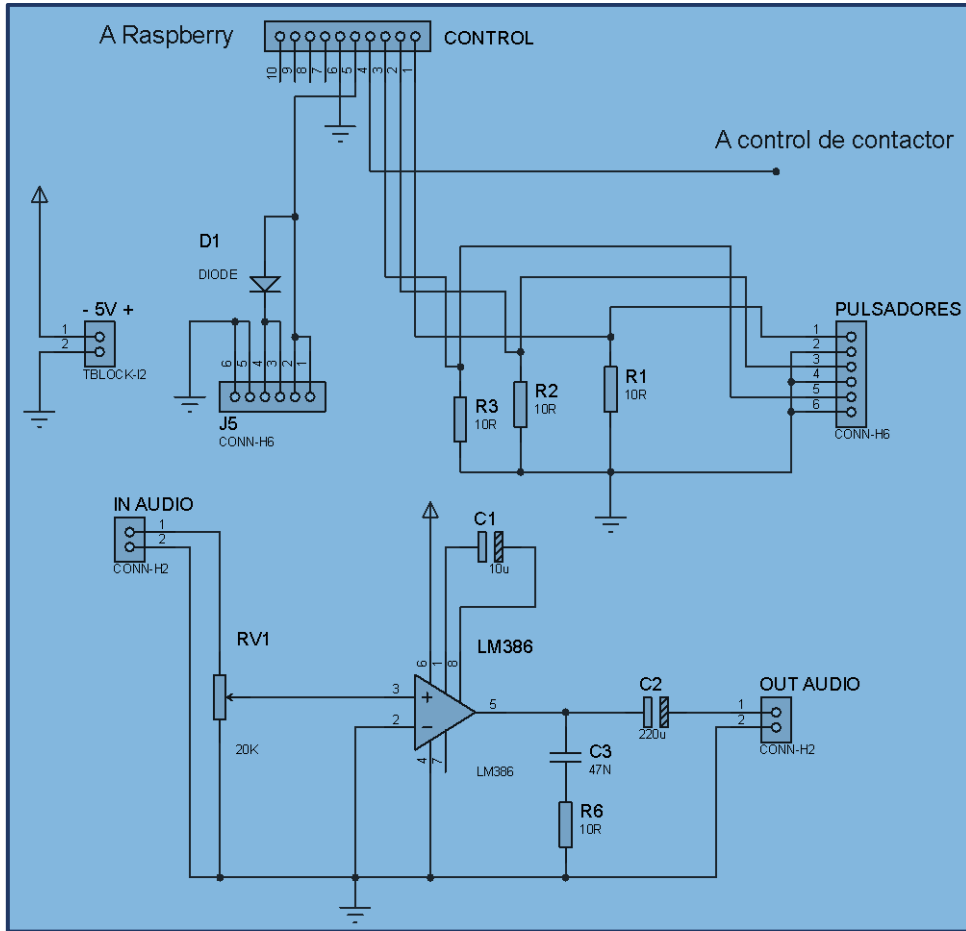 A Raspberry
CONTROL
10
9
8
7
6
5
4
3
2
1
A control de contactor
D1
DIODE
- 5V +
1
2
TBLOCK-I2
6
5
4
3
2
1
J5
CONN-H6
R3
10R
R2
10R
R1
10R
PULSADORES
1
2
3
4
5
6
CONN-H6
IN AUDIO
1
2
CONN-H2
RV1
20K
C1
10u
LM386
6
1
8
3
2
5
4
7
LM386
C2
220u
C3
47N
R6
10R
OUT AUDIO
1
2
CONN-H2